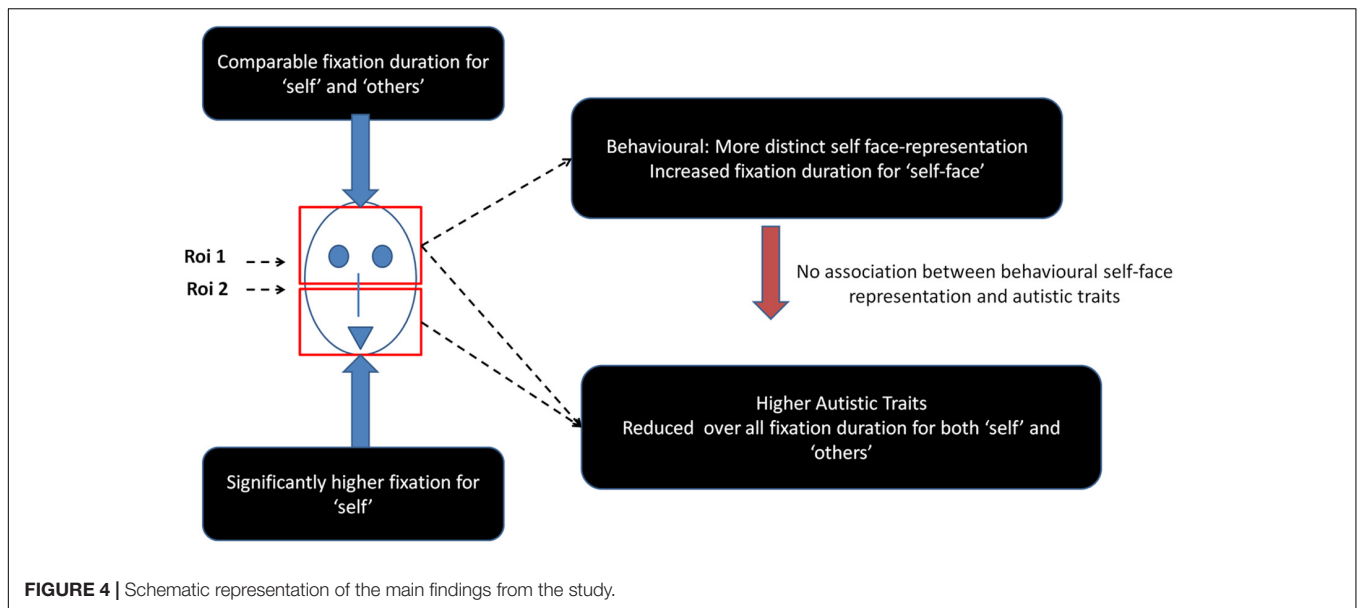 Comparable fixation duration for
‘self’ and ‘others’
Behavioural: More distinct self face-representation
Increased fixation duration for ‘self-face’
Roi 1
Roi 2
No association between behavioural self-face
representation and autistic traits
Higher Autistic Traits
Reduced over all fixation duration for both ‘self’ and
‘others’
Significantly higher fixation for
‘self’
FIGURE 4 | Schematic representation of the main findings from the study.